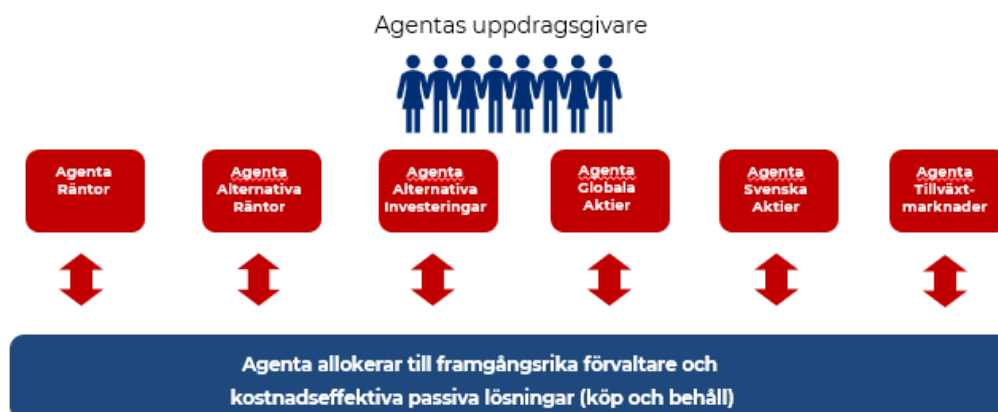 Agentas uppdragsgivare
Agenta
Räntor
Agenta
Alternativa
Räntor
Agenta
Alternativa
Investeringar
Agenta
Globala
Aktier
Agenta
Svenska
Aktier
Agenta
Tillväxt-
marknader
Agenta allokerar till framgångsrika förvaltare och
kostnadseffektiva passiva lösningar (köp och behåll)